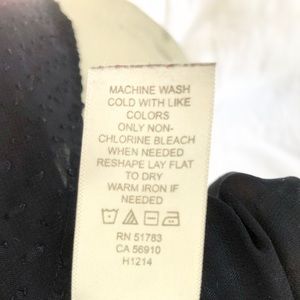 MACHINE WASH
COLD WITH LIKE
COLORS
ONLY NON-
CHLORINE BLEACH
WHEN NEEDED
RESHAPE LAY FLAT
TO DRY
WARM IRON IF
NEEDED
RN 51783
CA 56910
H1214